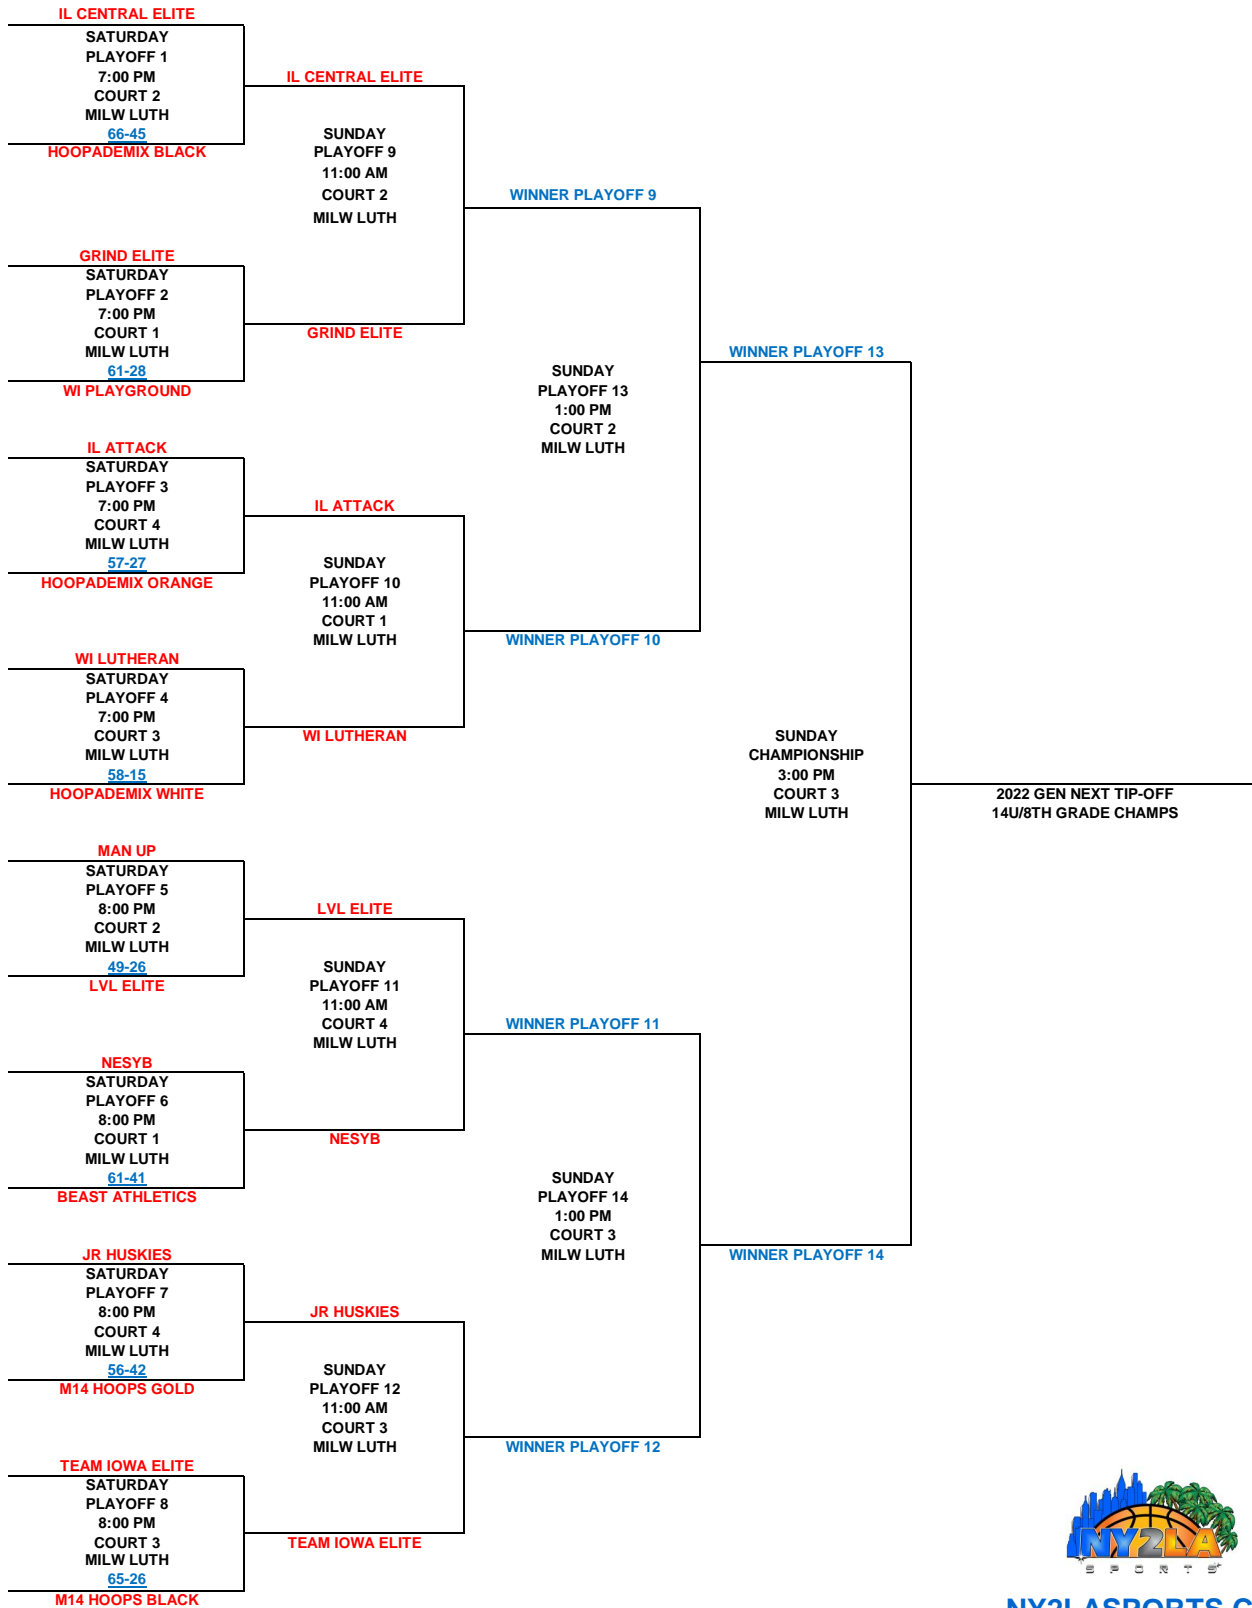 IL CENTRAL ELITE
SATURDAY
PLAYOFF 1
7:00 PM
COURT 2
MILW LUTH
66-45
HOOPADEMIX BLACK
GRIND ELITE
SATURDAY
PLAYOFF 2
7:00 PM
COURT 1
MILW LUTH
61-28
WI PLAYGROUND
IL ATTACK
SATURDAY
PLAYOFF 3
7:00 PM
COURT 4
MILW LUTH
57-27
HOOPADEMIX ORANGE
WI LUTHERAN
SATURDAY
PLAYOFF 4
7:00 PM
COURT 3
MILW LUTH
58-15
HOOPADEMIX WHITE
MAN UP
SATURDAY
PLAYOFF 5
8:00 PM
COURT 2
MILW LUTH
49-26
LVL ELITE
NESYB
SATURDAY
PLAYOFF 6
8:00 PM
COURT 1
MILW LUTH
61-41
BEAST ATHLETICS
JR HUSKIES
SATURDAY
PLAYOFF 7
8:00 PM
COURT 4
MILW LUTH
56-42
M14 HOOPS GOLD
TEAM IOWA ELITE
SATURDAY
PLAYOFF 8
8:00 PM
COURT 3
MILW LUTH
65-26
M14 HOOPS BLACK
IL CENTRAL ELITE
SUNDAY
PLAYOFF 9
11:00 AM
COURT 2
MILW LUTH
GRIND ELITE
IL ATTACK
SUNDAY
PLAYOFF 10
11:00 AM
COURT 1
MILW LUTH
WI LUTHERAN
LVL ELITE
SUNDAY
PLAYOFF 11
11:00 AM
COURT 4
MILW LUTH
NESYB
JR HUSKIES
SUNDAY
PLAYOFF 12
11:00 AM
COURT 3
MILW LUTH
TEAM IOWA ELITE
WINNER PLAYOFF 9
SUNDAY
PLAYOFF 13
1:00 PM
COURT 2
MILW LUTH
WINNER PLAYOFF 10
WINNER PLAYOFF 11
SUNDAY
PLAYOFF 14
1:00 PM
COURT 3
MILW LUTH
WINNER PLAYOFF 12
WINNER PLAYOFF 13
SUNDAY
CHAMPIONSHIP
3:00 PM
COURT 3
MILW LUTH
WINNER PLAYOFF 14
2022 GEN NEXT TIP-OFF
14U/8TH GRADE CHAMPS
NY2LA
SPORTS